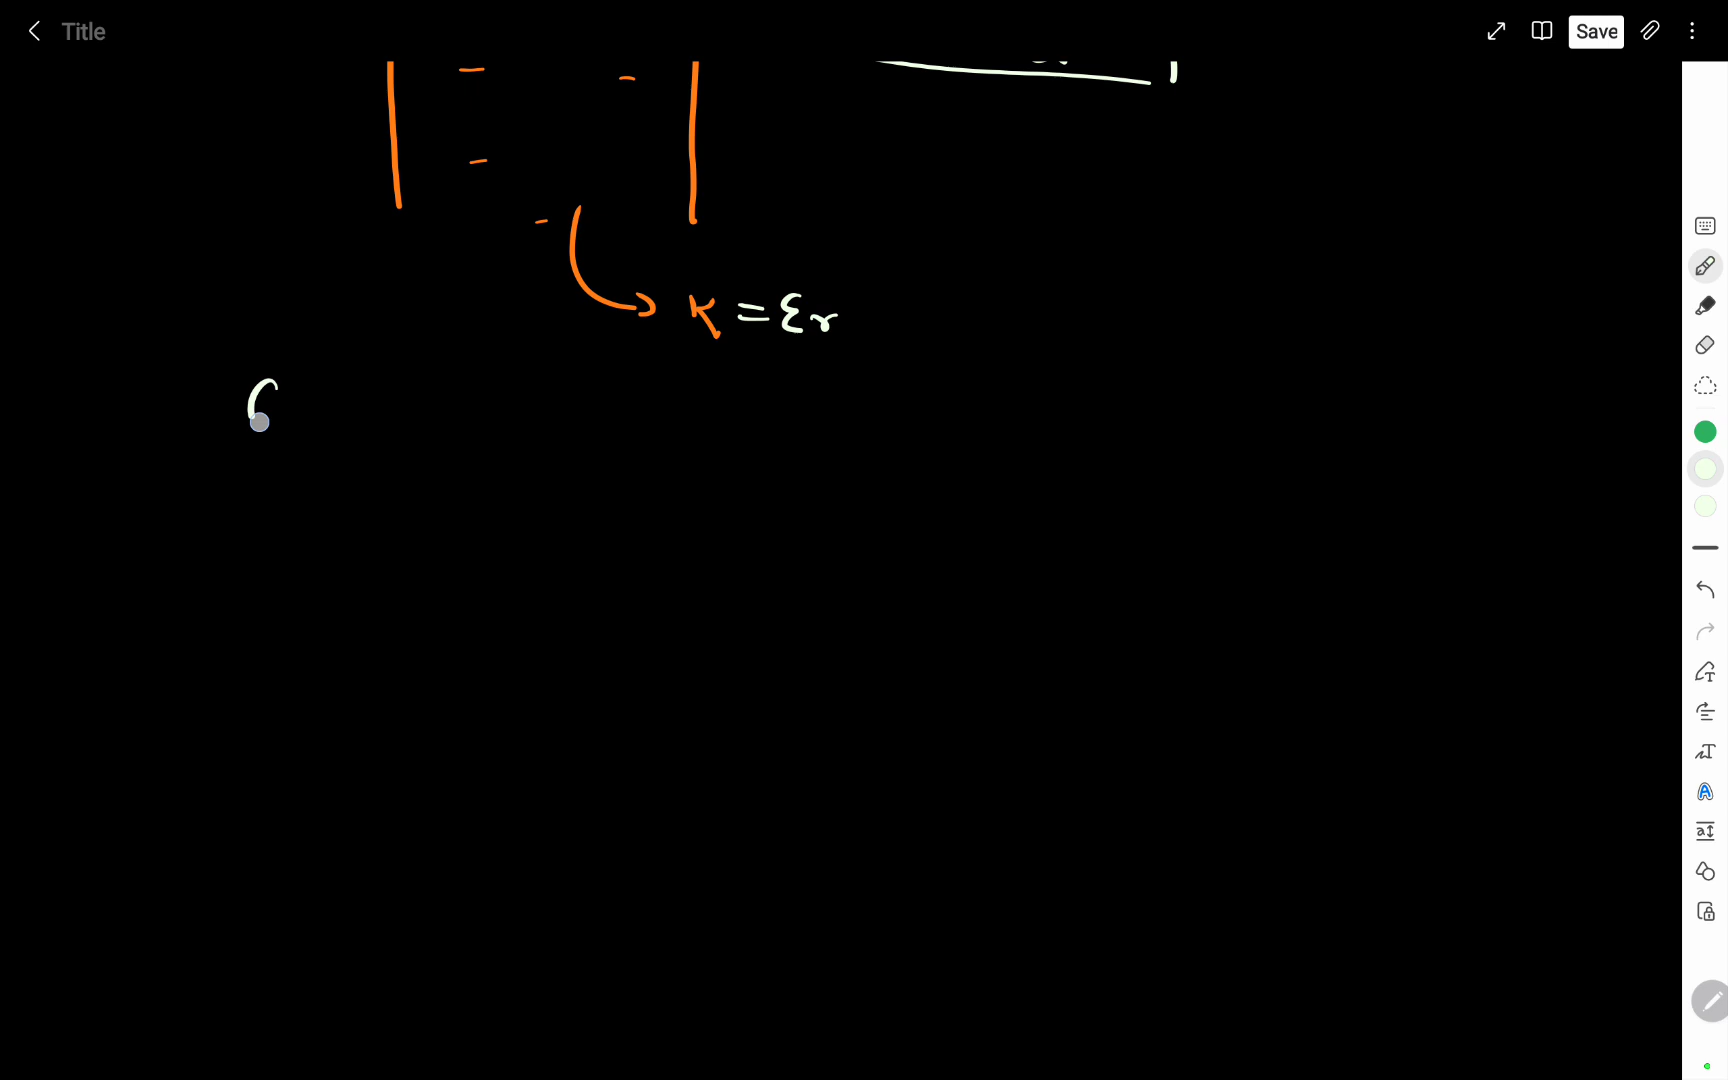 Title
Save
K = εr